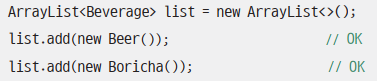 ArrayList<Beverage> list = new ArrayList<>();
list.add(new Beer()); // OK
list.add(new Boricha()); // OK